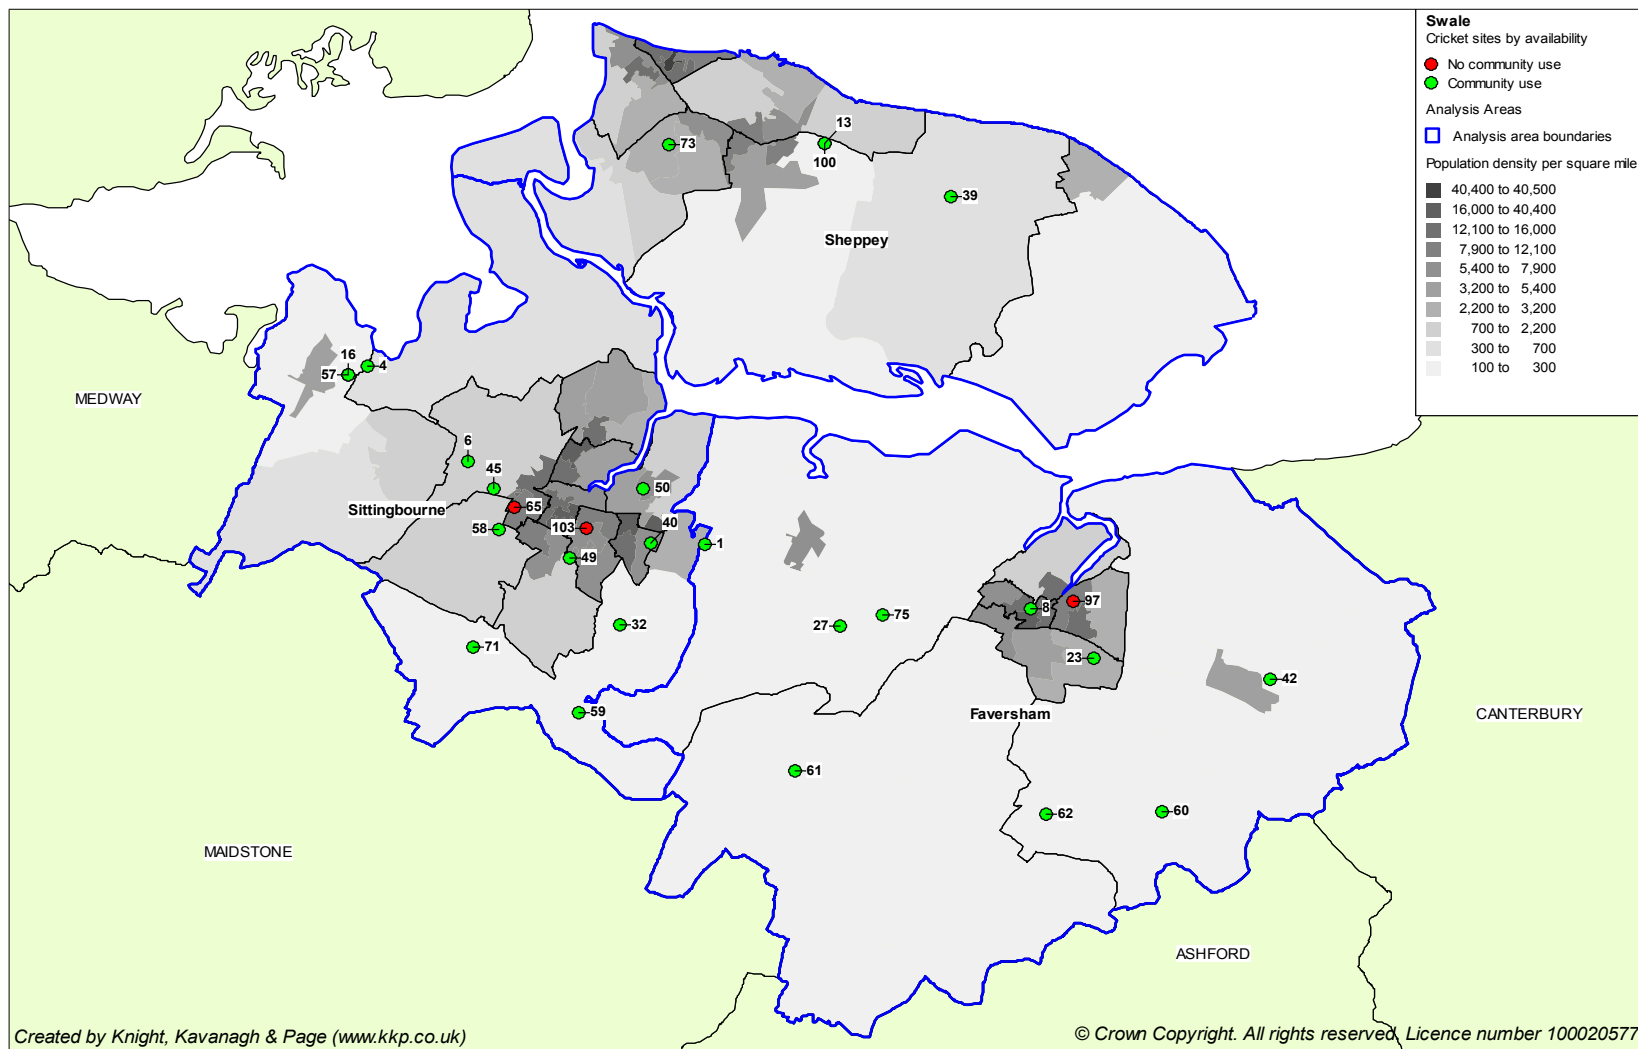 Swale
Cricket sites by availability
No community use
Community use
Analysis Areas
Analysis area boundaries
Population density per square mile
40,400 to 40,500
16,000 to 40,400
12,100 to 16,000
7,900 to 12,100
5,400 to 7,900
3,200 to 5,400
2,200 to 3,200
700 to 2,200
300 to 700
100 to 300
13
73
100
39
Sheppey
16
4
57
MEDWAY
6
45
50
Sittingbourne
65
103
40
58
49
1
8
97
75
27
32
71
23
42
59
Faversham
CANTERBURY
61
62
60
MAIDSTONE
ASHFORD
Created by Knight, Kavanagh & Page (www.kkp.co.uk)
© Crown Copyright. All rights reserved. Licence number 100020577